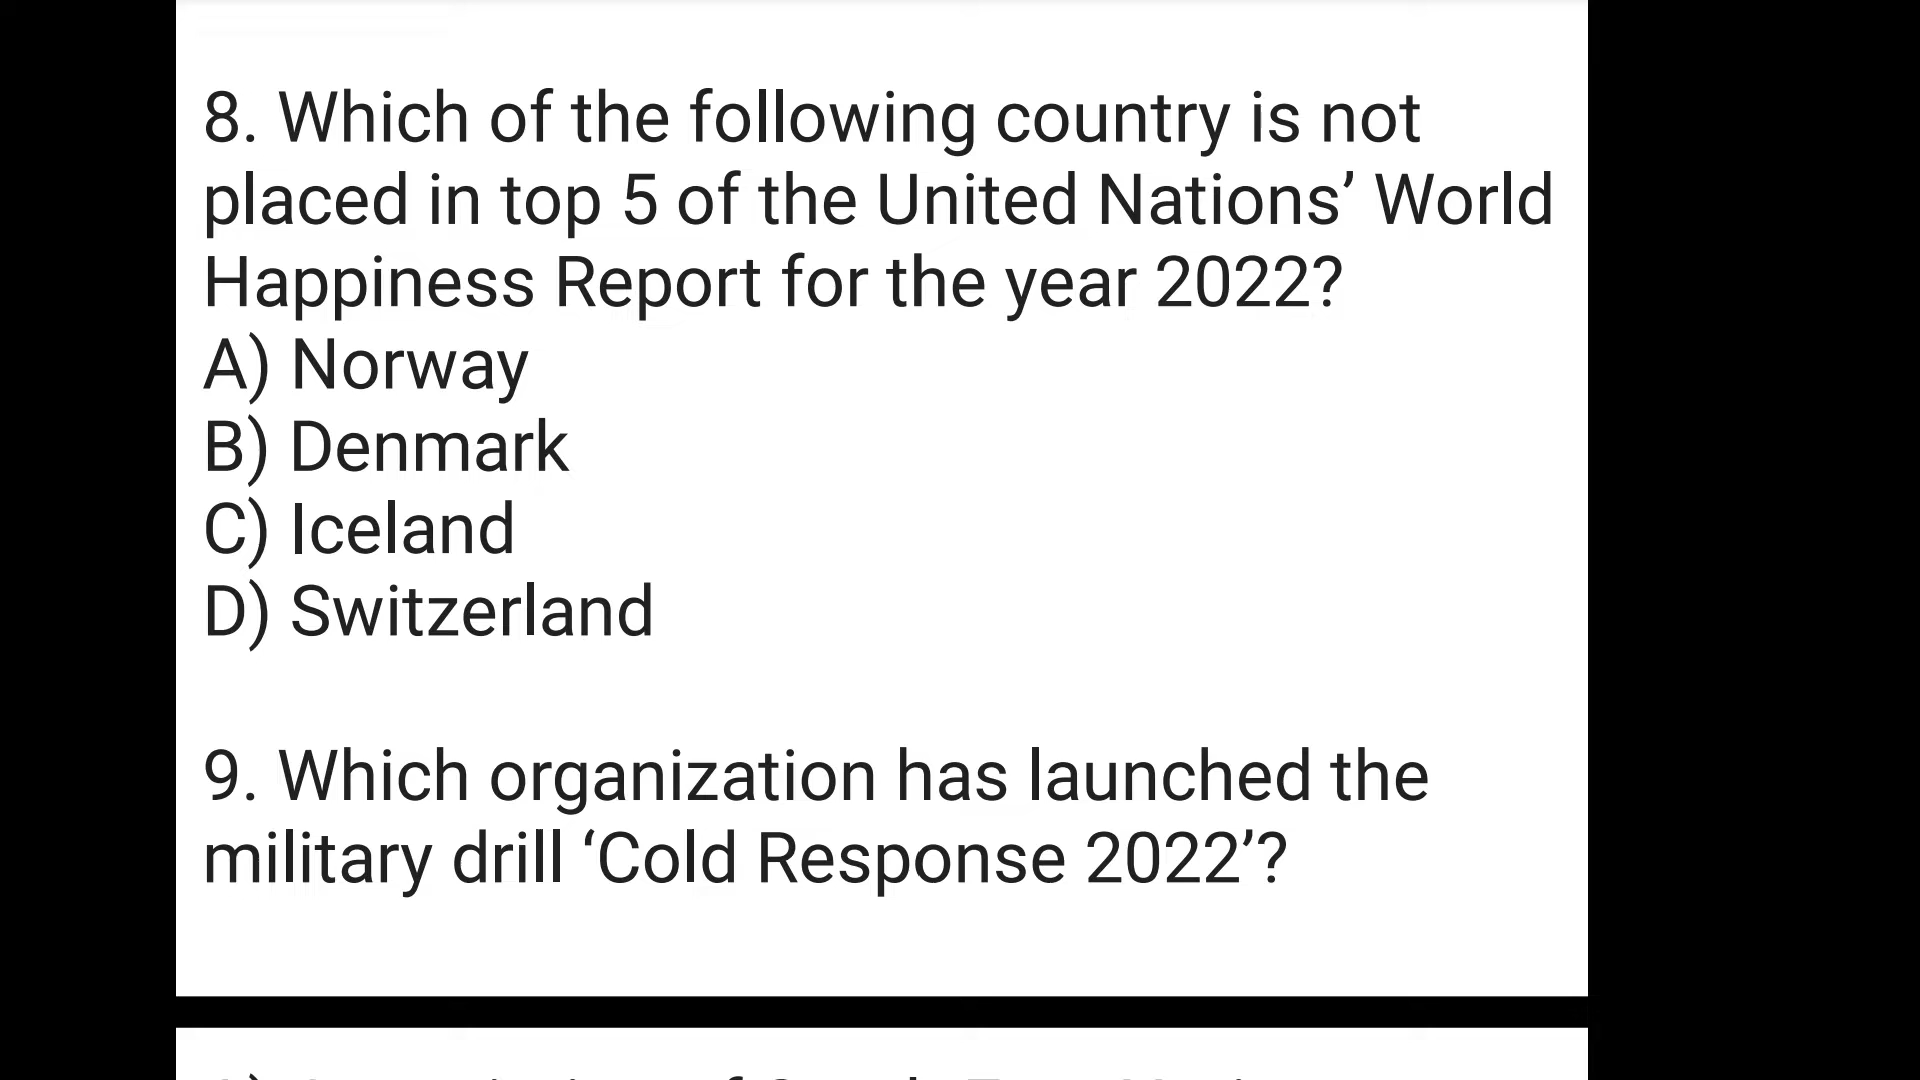 8. Which of the following country is not
placed in top 5 of the United Nations’ World
Happiness Report for the year 2022?
A) Norway
B) Denmark
C) Iceland
D) Switzerland
9. Which organization has launched the
military drill ‘Cold Response 2022’?